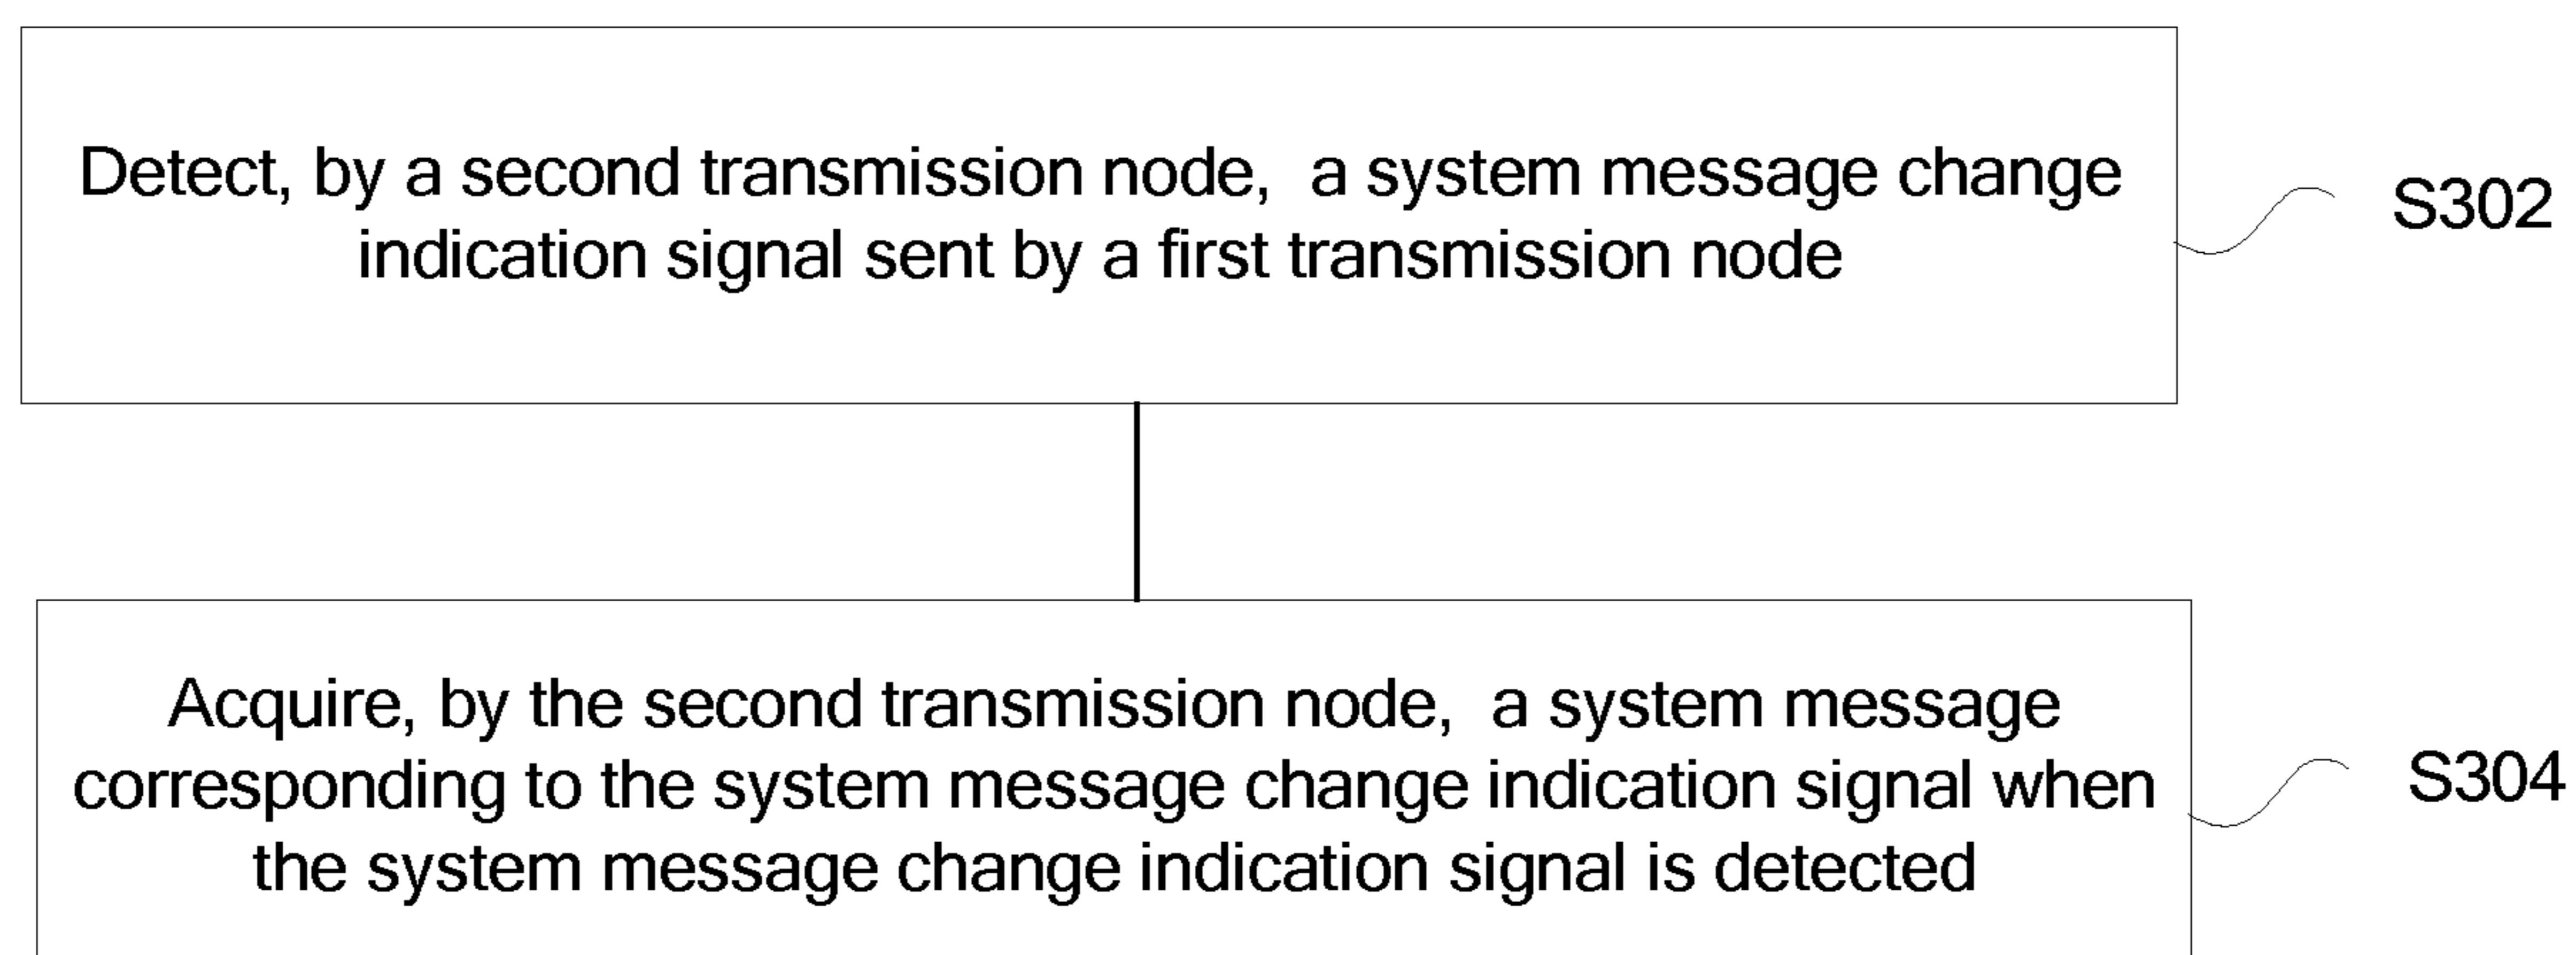 Detect, by a second transmission node, a system message change
indication signal sent by a first transmission node
S302
Acquire, by the second transmission node, a system message
corresponding to the system message change indication signal when
the system message change indication signal is detected
S304